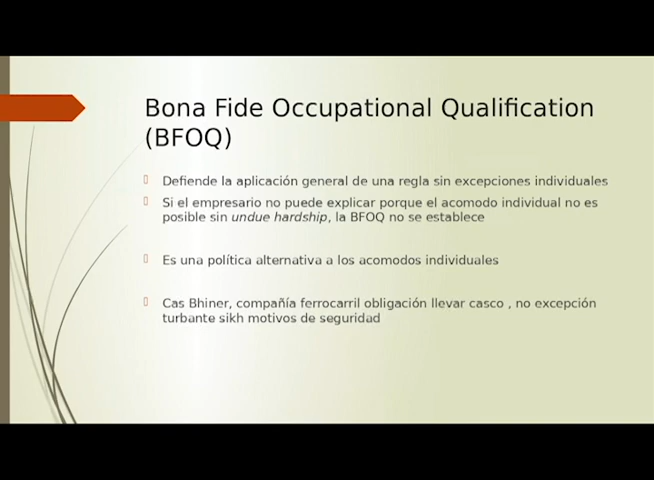 Bona Fide Occupational Qualification
(BFOQ)
Defiende la aplicación general de una regla sin excepciones individuales
Si el empresario no puede explicar porque el acomodo individual no es
posible sin undue hardship, la BFOQ no se establece
Es una política alternativa a los acomodos individuales
Cas Bhiner, compañía ferrocarril obligación llevar casco , no excepción
turbante sikh motivos de seguridad